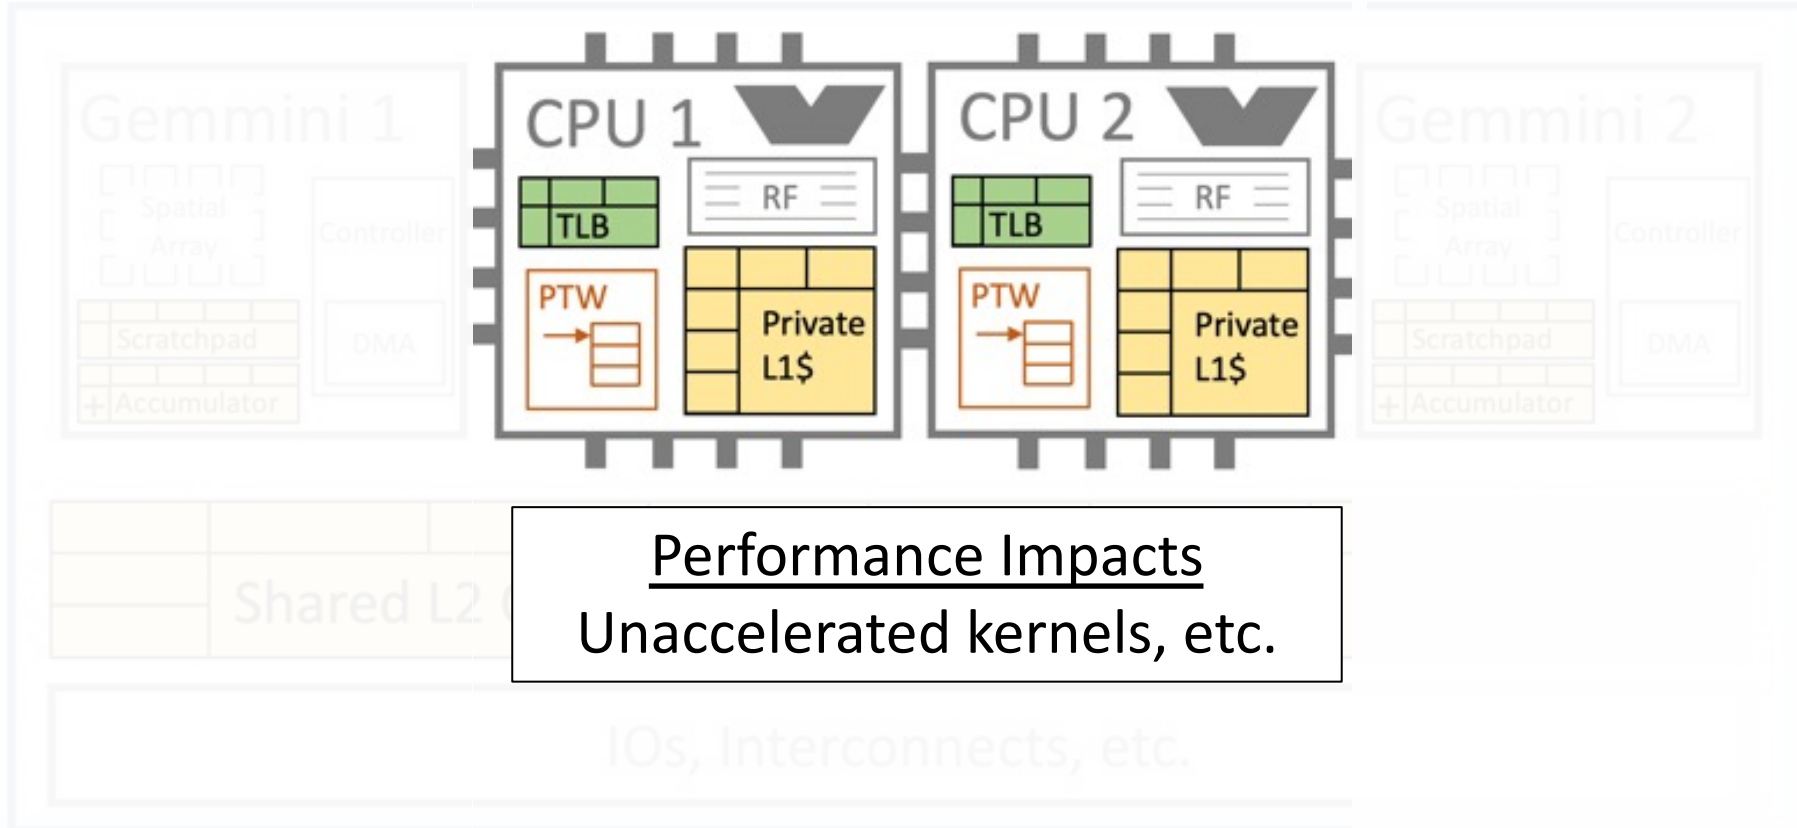 Gemmini 1
Spatial
Array
Controller
Scratchpad
DMA
+ Accumulator
CPU 1
RF
TLB
PTW
Private
L1$
CPU 2
RF
TLB
PTW
Private
L1$
Gemmini 2
Spatial
Array
Controller
Scratchpad
DMA
+ Accumulator
Performance Impacts
Unaccelerated kernels, etc.
Shared L2
IOs, Interconnects, etc.